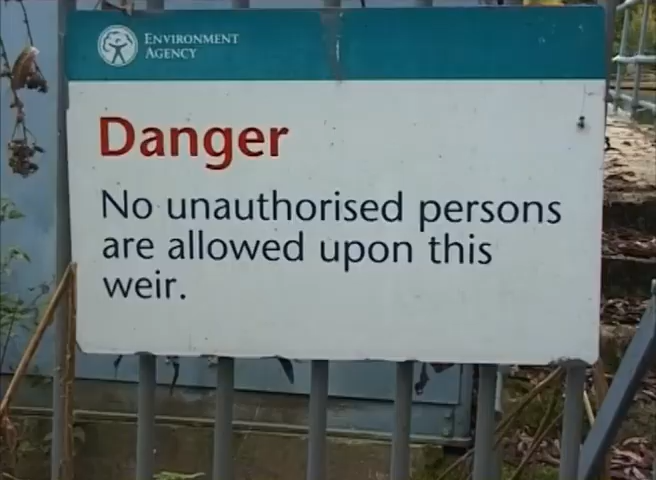 ENVIRONMENT
AGENCY
Danger
No unauthorised persons
are allowed upon this
weir.